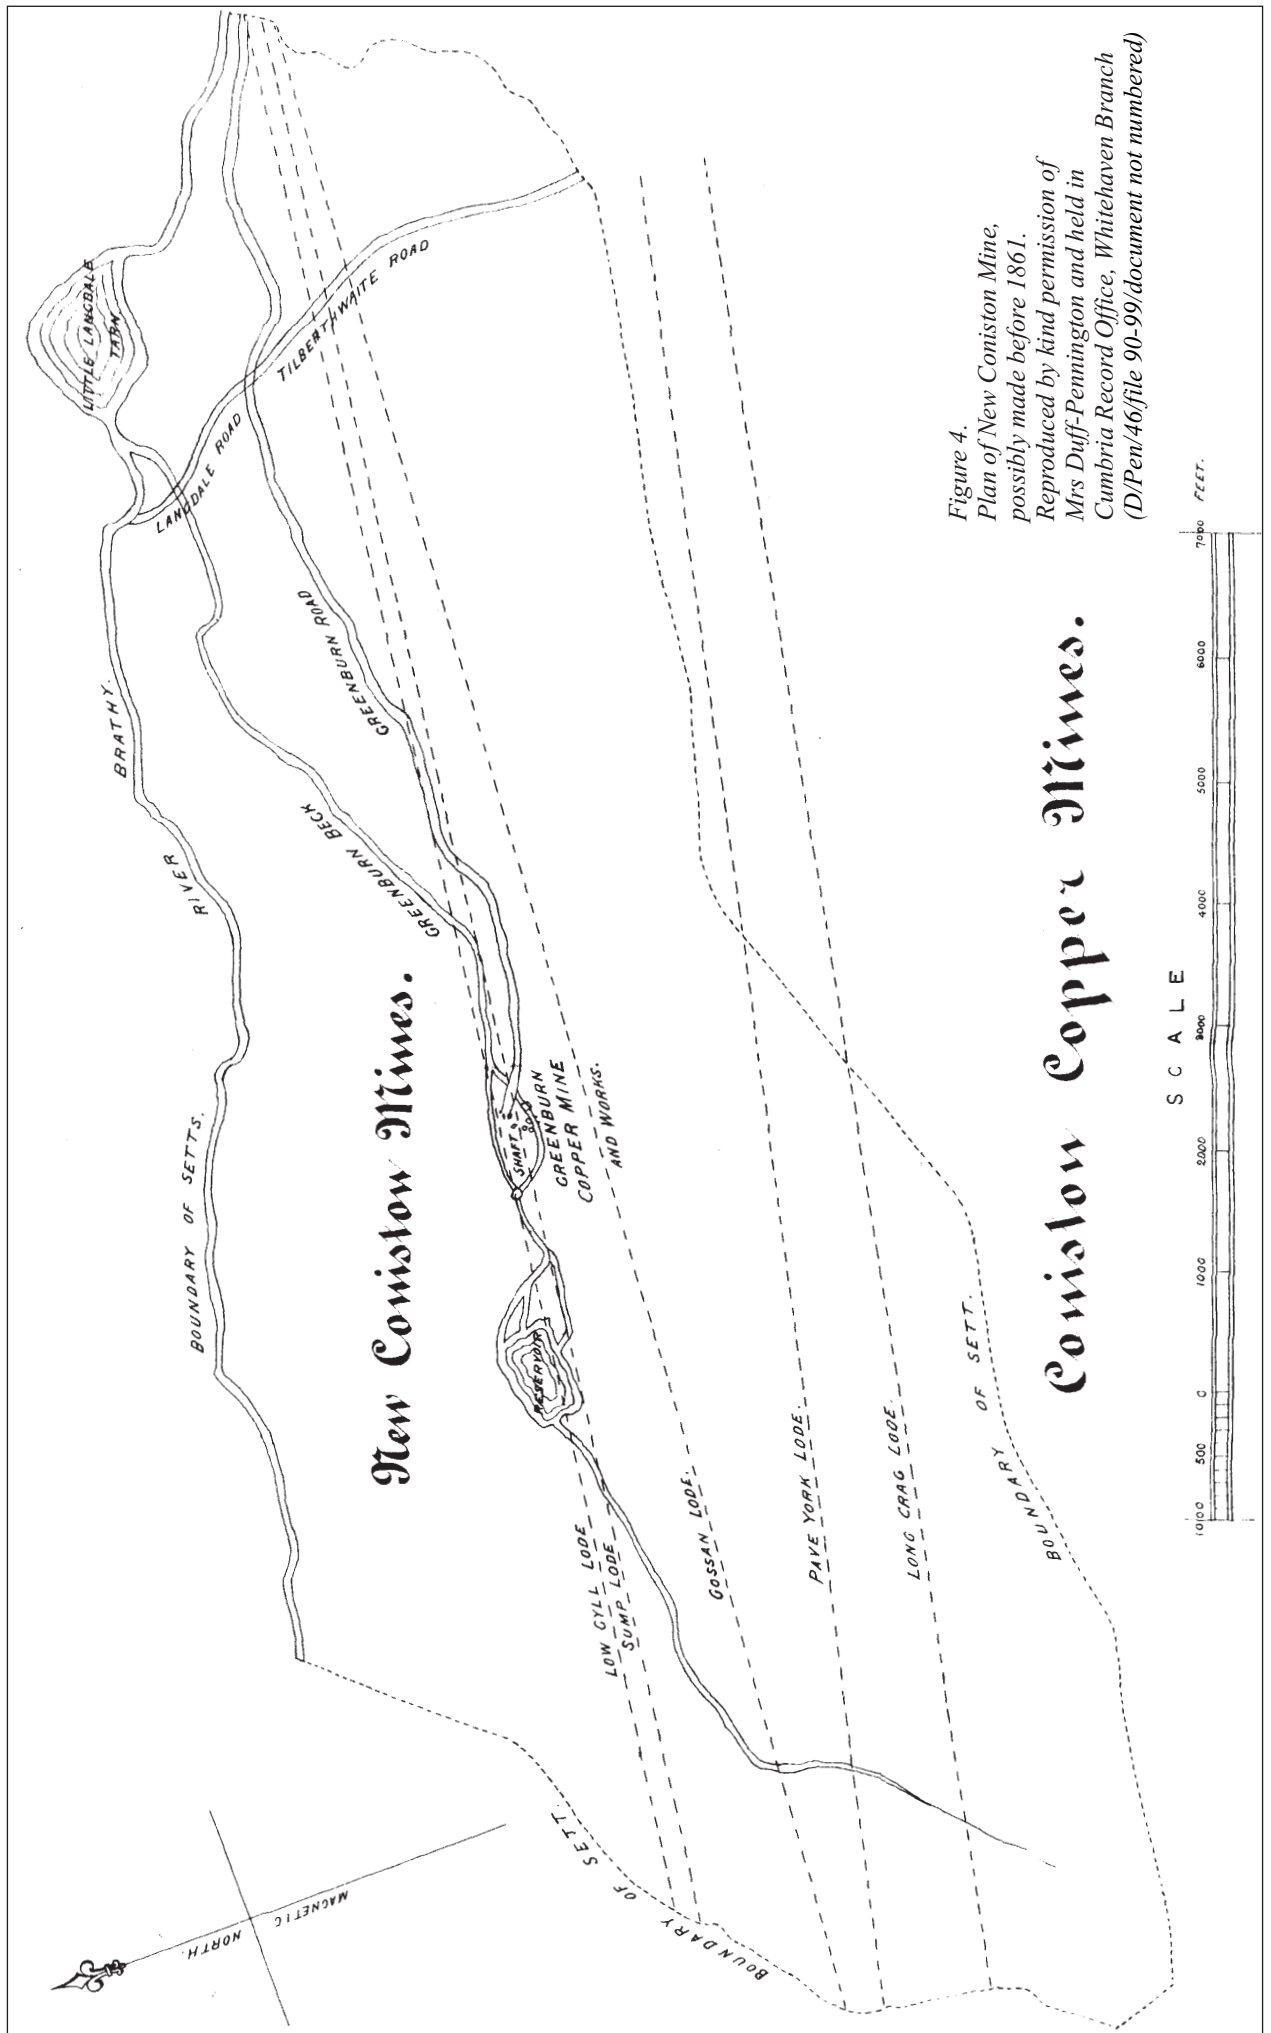 LITTLE LANGDALE
TARN
LANGDALE ROAD
TILBERTHWAITE ROAD
RIVER BRATHY.
GREENBURN BECK
GREENBURN ROAD
BOUNDARY OF SETTS.
New Coniston Mines.
SHAFT
GREENBURN
COPPER MINE
AND WORKS.
RESERVOIR
LOW GYLL LODE
SUMP LODE
GOSSAN LODE.
PAVE YORK LODE.
LONG CRAG LODE.
BOUNDARY OF SETT.
BOUNDARY OF SETT.
MAGNETIC NORTH.
Coniston Copper Mines.
SCALE
1000 500 0 1000 2000 3000 4000 5000 6000 7000 FEET.
Figure 4.
Plan of New Coniston Mine,
possibly made before 1861.
Reproduced by kind permission of
Mrs Duff-Pennington and held in
Cumbria Record Office, Whitehaven Branch
(D/Pen/46/file 90-99/document not numbered)